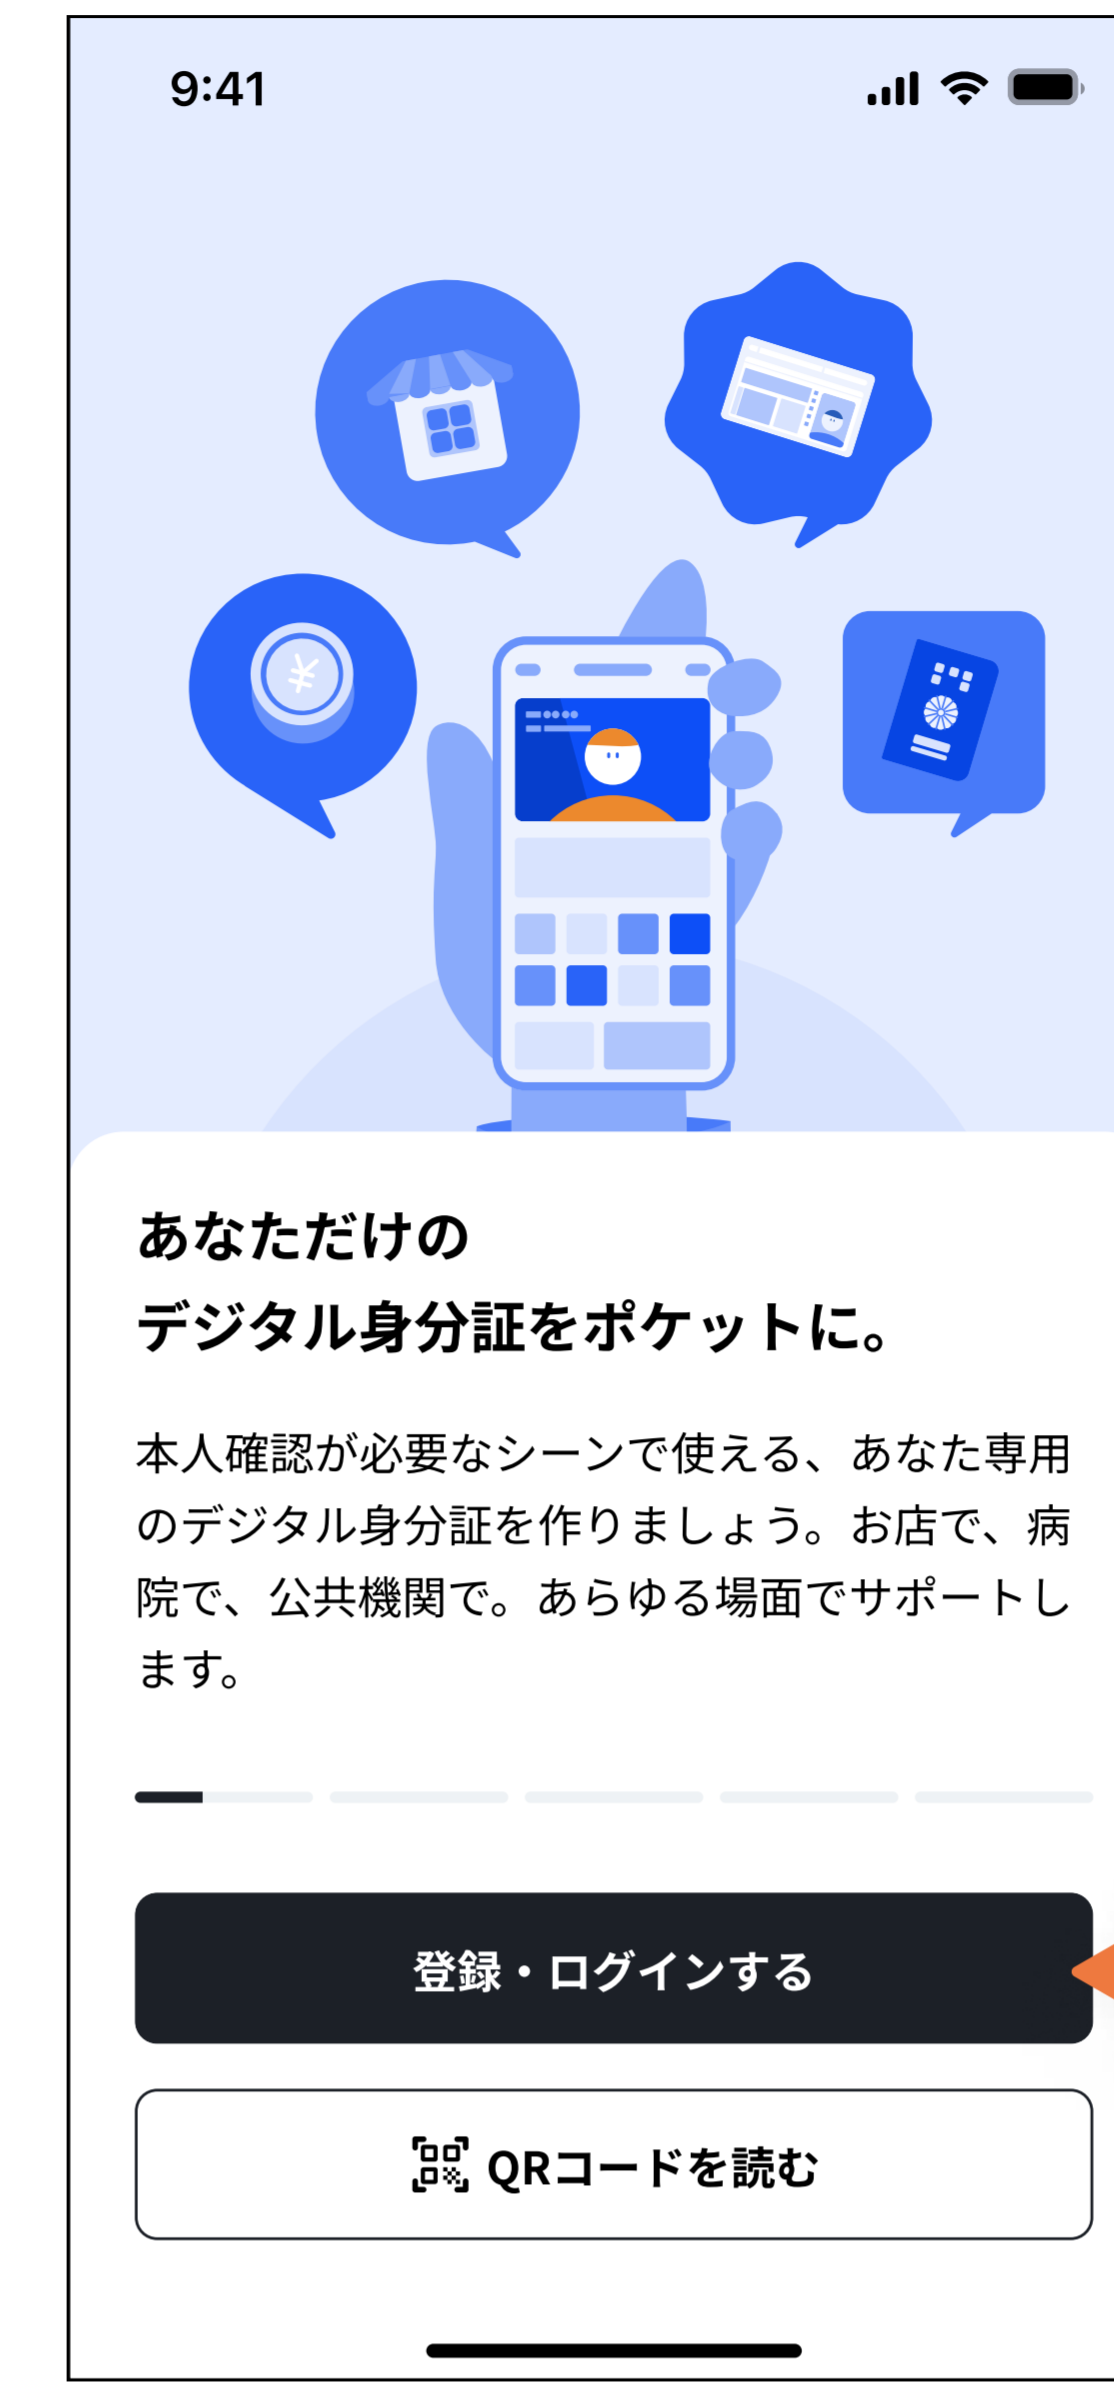 9:41
¥
あなただけの
デジタル身分証をポケットに。
本人確認が必要なシーンで使える、あなた専用
のデジタル身分証を作りましょう。お店で、病
院で、公共機関で。あらゆる場面でサポートし
ます。
登録・ログインする
QRコードを読む